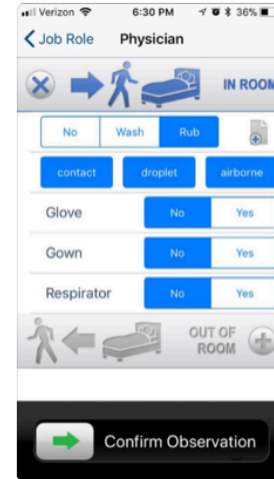 Verizon 6:30 PM 36%
Job Role Physician
IN ROOM
No Wash Rub
contact droplet airborne
Glove No Yes
Gown No Yes
Respirator No Yes
OUT OF
ROOM
Confirm Observation